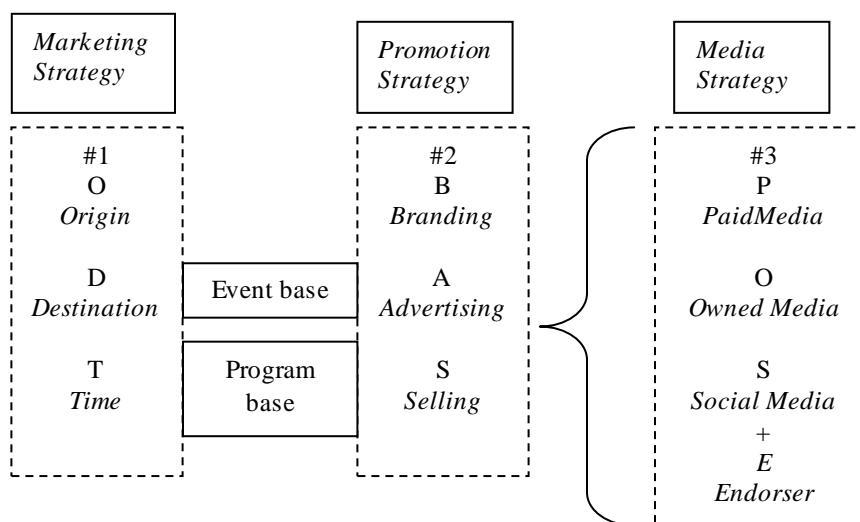 Marketing
Strategy
#1
O
Origin
D
Destination
T
Time
Event base
Program
base
Promotion
Strategy
#2
B
Branding
A
Advertising
S
Selling
Media
Strategy
#3
P
PaidMedia
O
Owned Media
S
Social Media
+
E
Endorser